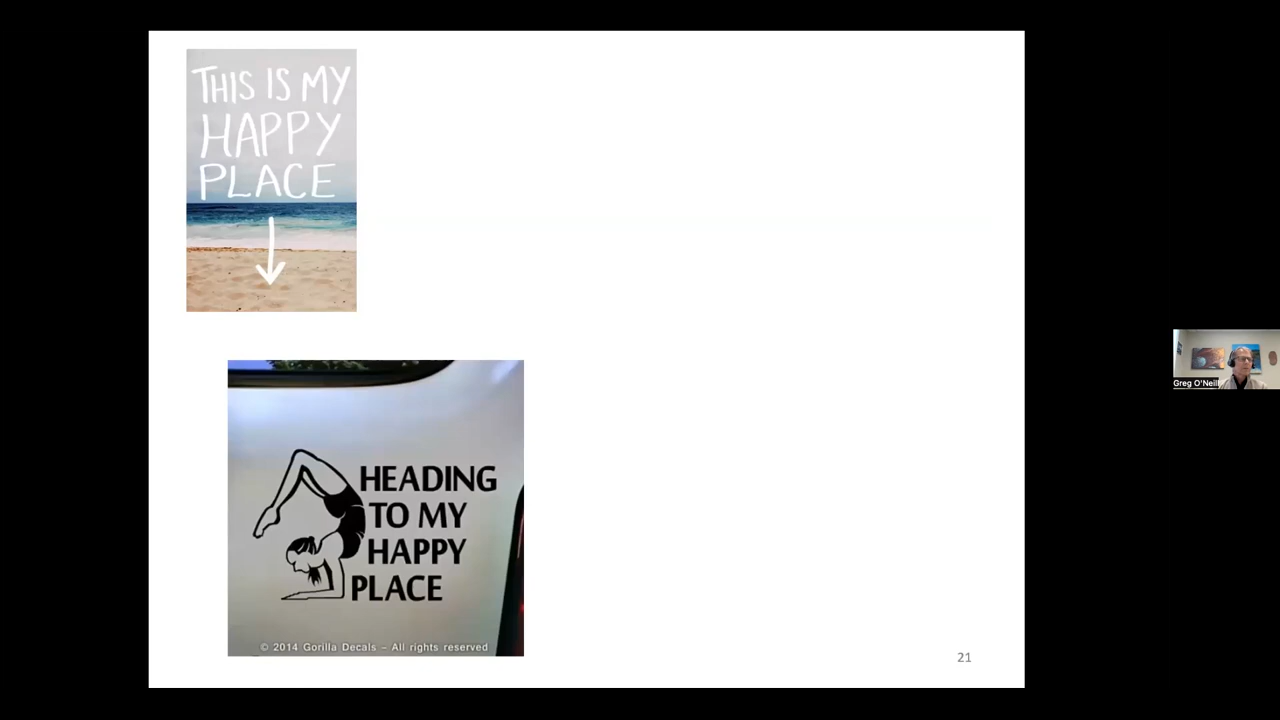 THIS IS MY
HAPPY
PLACE
HEADING
TO MY
HAPPY
PLACE
© 2014 Gorilla Decals – All rights reserved
21
Greg O'Neill